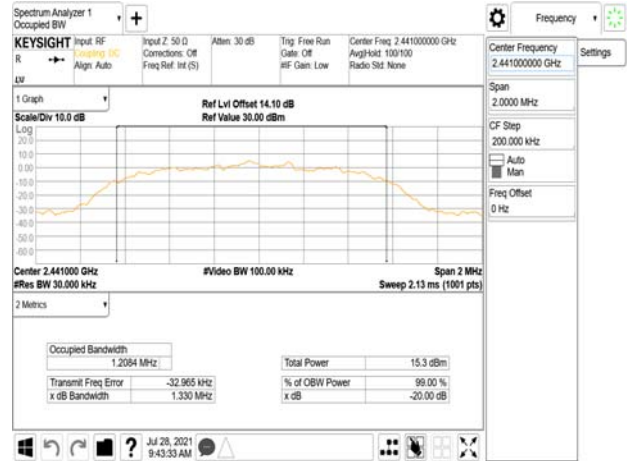 Spectrum Analyzer 1
Occupied BW
Frequency
KEYSIGHT
Input: RF
Coupling: DC
Align: Auto
Input Z: 50 Ω
Corrections: Off
Freq Ref: Int (S)
Atten: 30 dB
Trig: Free Run
Gate: Off
#IF Gain: Low
Center Freq: 2.441000000 GHz
Avg|Hold: 100/100
Radio Std: None
R
LVI
Center Frequency
2.441000000 GHz
Settings
Span
2.0000 MHz
CF Step
200.000 kHz
Auto
Man
Freq Offset
0 Hz
1 Graph
Scale/Div 10.0 dB
Ref Lvl Offset 14.10 dB
Ref Value 30.00 dBm
Log
20.0
10.0
0.00
-10.0
-20.0
-30.0
-40.0
-50.0
-60.0
Center 2.441000 GHz
#Res BW 30.000 kHz
#Video BW 100.00 kHz
Span 2 MHz
Sweep 2.13 ms (1001 pts)
2 Metrics
Occupied Bandwidth
1.2084 MHz
Total Power 15.3 dBm
Transmit Freq Error -32.965 kHz
% of OBW Power 99.00 %
x dB Bandwidth 1.330 MHz
x dB -20.00 dB
?
Jul 28, 2021
9:43:33 AM